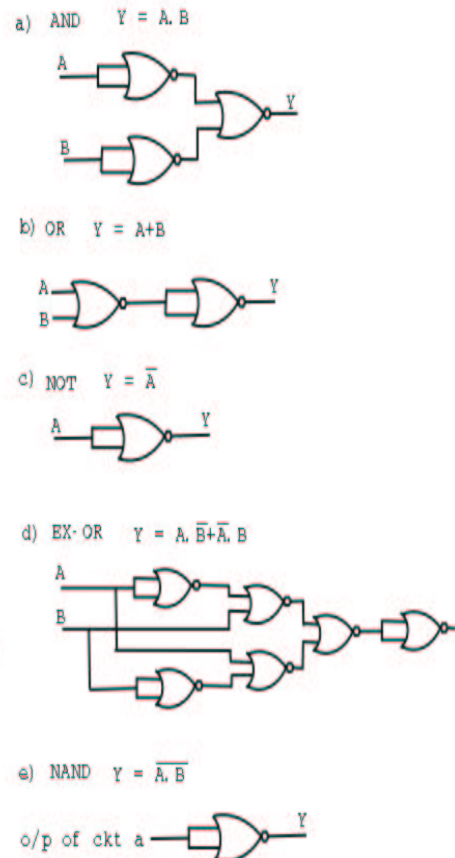 a) AND Y = A.B
A
Y
B
b) OR Y = A+B
A
Y
B
c) NOT Y = A̅
A
Y
d) EX-OR Y = A.B̅+A̅.B
A
B
e) NAND Y = A̅.̅B̅
Y
o/p of ckt a